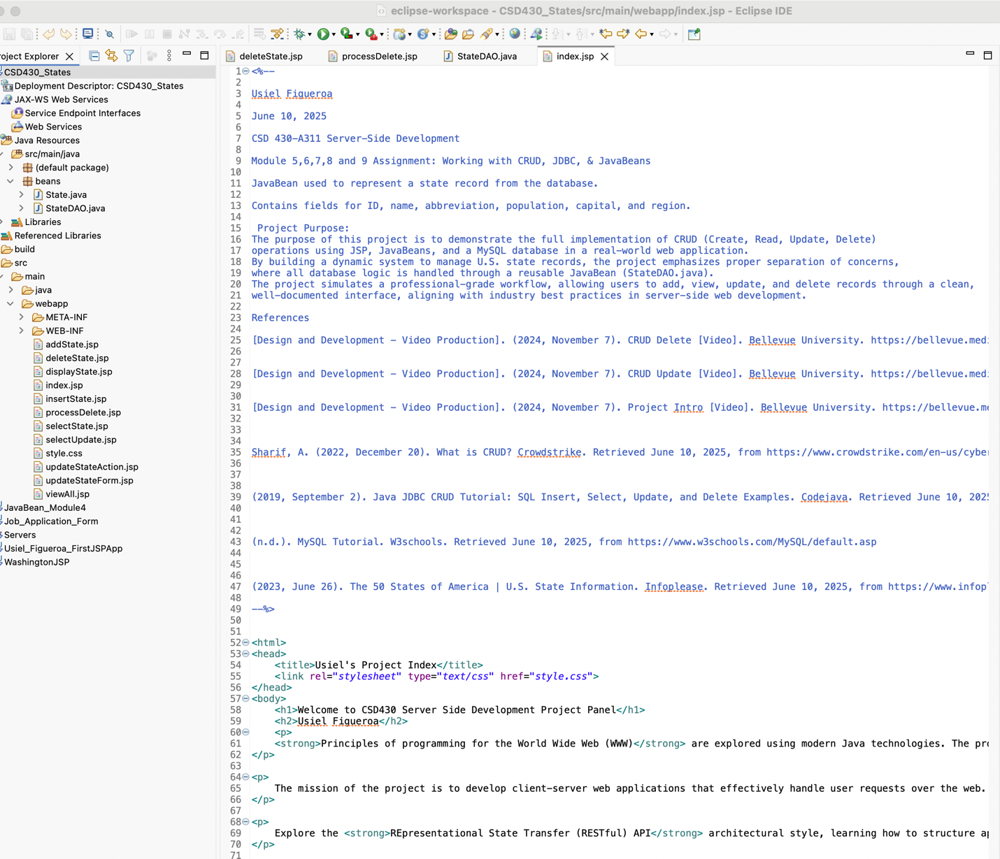 eclipse-workspace - CSD430_States/src/main/webapp/index.jsp - Eclipse IDE
roject Explorer
CSD430_States
Deployment Descriptor: CSD430_States
JAX-WS Web Services
Service Endpoint Interfaces
Web Services
Java Resources
src/main/java
(default package)
beans
State.java
StateDAO.java
Libraries
Referenced Libraries
build
src
main
java
webapp
META-INF
WEB-INF
addState.jsp
deleteState.jsp
displayState.jsp
index.jsp
insertState.jsp
processDelete.jsp
selectState.jsp
selectUpdate.jsp
style.css
updateStateAction.jsp
updateStateForm.jsp
viewAll.jsp
JavaBean_Module4
Job_Application_Form
Servers
Usiel_Figueroa_FirstJSPApp
WashingtonJSP
deleteState.jsp processDelete.jsp StateDAO.java index.jsp
1 <%--
2
3 Usiel Figueroa
4
5 June 10, 2025
6
7 CSD 430-A311 Server-Side Development
8
9 Module 5,6,7,8 and 9 Assignment: Working with CRUD, JDBC, & JavaBeans
10
11 JavaBean used to represent a state record from the database.
12
13 Contains fields for ID, name, abbreviation, population, capital, and region.
14
15 Project Purpose:
16 The purpose of this project is to demonstrate the full implementation of CRUD (Create, Read, Update, Delete)
17 operations using JSP, JavaBeans, and a MySQL database in a real-world web application.
18 By building a dynamic system to manage U.S. state records, the project emphasizes proper separation of concerns,
19 where all database logic is handled through a reusable JavaBean (StateDAO.java).
20 The project simulates a professional-grade workflow, allowing users to add, view, update, and delete records through a clean,
21 well-documented interface, aligning with industry best practices in server-side web development.
22
23 References
24
25 [Design and Development - Video Production]. (2024, November 7). CRUD Delete [Video]. Bellevue University. https://bellevue.med
26
27
28 [Design and Development - Video Production]. (2024, November 7). CRUD Update [Video]. Bellevue University. https://bellevue.med
29
30
31 [Design and Development - Video Production]. (2024, November 7). Project Intro [Video]. Bellevue University. https://bellevue.me
32
33
34
35 Sharif, A. (2022, December 20). What is CRUD? Crowdstrike. Retrieved June 10, 2025, from https://www.crowdstrike.com/en-us/cyber
36
37
38
39 (2019, September 2). Java JDBC CRUD Tutorial: SQL Insert, Select, Update, and Delete Examples. Codejava. Retrieved June 10, 2025
40
41
42
43 (n.d.). MySQL Tutorial. W3schools. Retrieved June 10, 2025, from https://www.w3schools.com/MySQL/default.asp
44
45
46
47 (2023, June 26). The 50 States of America | U.S. State Information. Infoplease. Retrieved June 10, 2025, from https://www.infop
48
49 --%>
50
51
52 <html>
53 <head>
54 <title>Usiel's Project Index</title>
55 <link rel="stylesheet" type="text/css" href="style.css">
56 </head>
57 <body>
58 <h1>Welcome to CSD430 Server Side Development Project Panel</h1>
59 <h2>Usiel Figueroa</h2>
60 <p>
61 <strong>Principles of programming for the World Wide Web (WWW)</strong> are explored using modern Java technologies. The pro
62 </p>
63
64 <p>
65 The mission of the project is to develop client-server web applications that effectively handle user requests over the web.
66 </p>
67
68 <p>
69 Explore the <strong>REpresentational State Transfer (RESTful) API</strong> architectural style, learning how to structure a
70 </p>
71